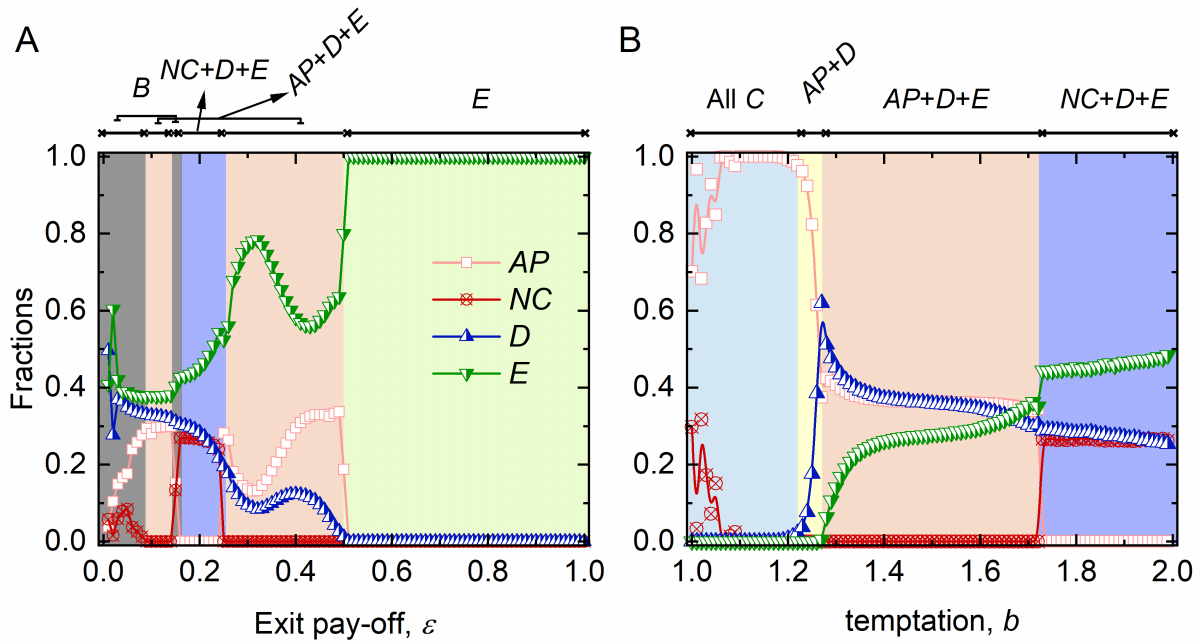 A
B
B
NC+D+E
AP+D+E
E
All C
AP+D
AP+D+E
NC+D+E
Fractions
1.0
0.8
0.6
0.4
0.2
0.0
AP
NC
D
E
0.0 0.2 0.4 0.6 0.8 1.0
Exit pay-off, ε
1.0
0.8
0.6
0.4
0.2
0.0
1.0 1.2 1.4 1.6 1.8 2.0
temptation, b